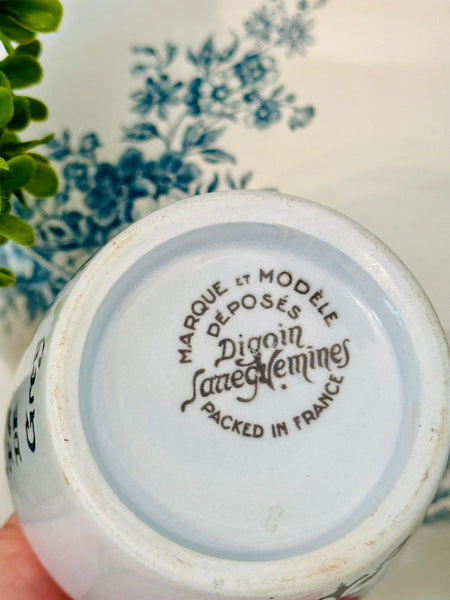 MARQUE ET MODÈLE
DÉPOSÉS
Digoin
Sarreguemines
PACKED IN FRANCE